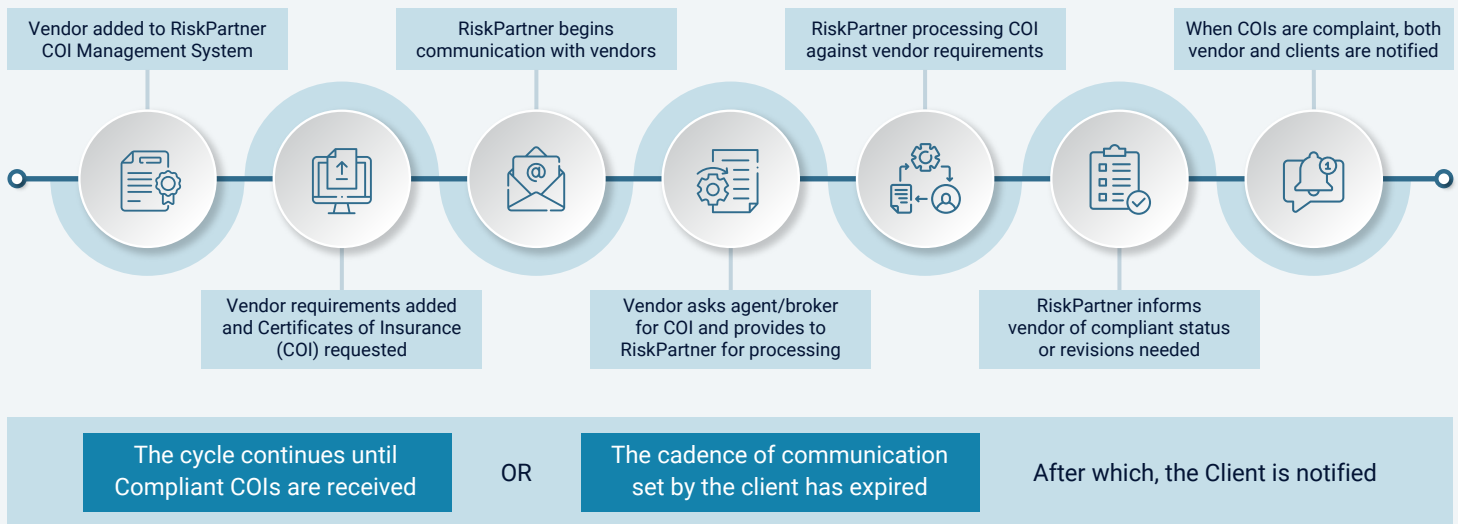 Vendor added to RiskPartner
COI Management System
Vendor requirements added
and Certificates of Insurance
(COI) requested
RiskPartner begins
communication with vendors
@
Vendor asks agent/broker
for COI and provides to
RiskPartner for processing
RiskPartner processing COI
against vendor requirements
RiskPartner informs
vendor of compliant status
or revisions needed
When COIs are complaint, both
vendor and clients are notified
1
The cycle continues until
Compliant COIs are received
OR
The cadence of communication
set by the client has expired
After which, the Client is notified